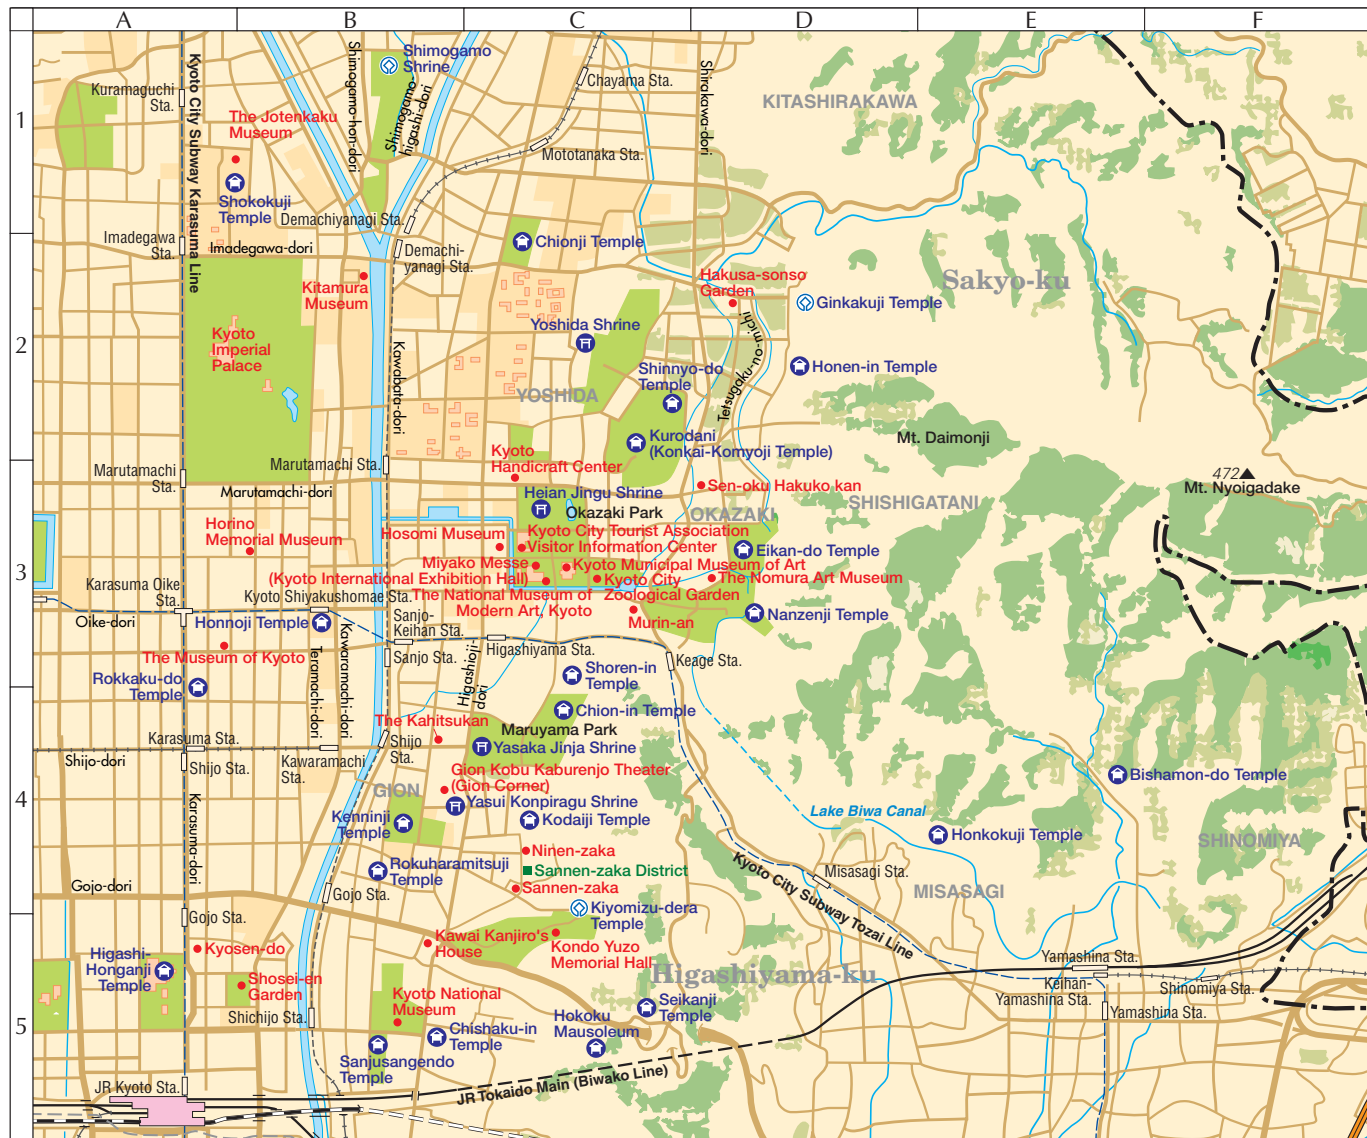 A
B
C
D
E
F
1
2
3
4
5
Shimogamo
Shrine
Kuramaguchi
Sta.
Kyoto City Subway Karasuma Line
Shimogamo-hon-dori
Shimogamo-
higashi-dori
Chayama Sta.
Shirakawa-dori
KITASHIRAKAWA
The Jotenkaku
Museum
Mototanaka Sta.
Shokokuji
Temple
Demachiyanagi Sta.
Imadegawa
Sta.
Imadegawa-dori
Demachi-
yanagi Sta.
Chionji Temple
Kitamura
Museum
Hakusa-sonso
Garden
Sakyo-ku
Ginkakuji Temple
Kyoto
Imperial
Palace
Yoshida Shrine
Tetsugaku-no-michi
Kawabata-dori
Shinnyo-do
Temple
Honen-in Temple
YOSHIDA
Kurodani
(Konkai-Komyoji Temple)
Mt. Daimonji
Marutamachi
Sta.
Marutamachi Sta.
Kyoto
Handicraft Center
472
Mt. Nyoigadake
Marutamachi-dori
Heian Jingu Shrine
Sen-oku Hakuko kan
SHISHIGATANI
Okazaki Park
OKAZAKI
Horino
Memorial Museum
Hosomi Museum
Kyoto City Tourist Association
Visitor Information Center
Eikan-do Temple
Miyako Messe
(Kyoto International Exhibition Hall)
Kyoto Municipal Museum of Art
Kyoto City
Zoological Garden
The Nomura Art Museum
Karasuma Oike
Sta.
Kyoto Shiyakushomae Sta.
The National Museum of
Modern Art, Kyoto
Oike-dori
Honnoji Temple
Sanjo-
Keihan Sta.
Murin-an
Nanzenji Temple
The Museum of Kyoto
Teramachi-dori
Kawaramachi-dori
Sanjo Sta.
Higashioji-
dori
Higashiyama Sta.
Keage Sta.
Rokkaku-do
Temple
Shoren-in
Temple
Chion-in Temple
The Kahitsukan
Maruyama Park
Karasuma Sta.
Shijo-dori
Shijo Sta.
Kawaramachi
Sta.
Shijo
Sta.
Yasaka Jinja Shrine
Gion Kobu Kaburenjo Theater
(Gion Corner)
Bishamon-do Temple
Karasuma-dori
GION
Yasui Konpiragu Shrine
Kenninji
Temple
Kodaiji Temple
Lake Biwa Canal
Honkokuji Temple
SHINOMIYA
Ninen-zaka
Rokuharamitsuji
Temple
Sannen-zaka District
Sannen-zaka
Kyoto City Subway Tozai Line
Misasagi Sta.
MISASAGI
Gojo-dori
Gojo Sta.
Gojo Sta.
Kiyomizu-dera
Temple
Kyosen-do
Kawai Kanjiro's
House
Kondo Yuzo
Memorial Hall
Higashiyama-ku
Higashi-
Honganji
Temple
Shosei-en
Garden
Yamashina Sta.
Keihan-
Yamashina Sta.
Shinomiya Sta.
Yamashina Sta.
Kyoto National
Museum
Seikanji
Temple
Shichijo Sta.
Chishaku-in
Temple
Hokoku
Mausoleum
Sanjusangendo
Temple
JR Kyoto Sta.
JR Tokaido Main (Biwako Line)